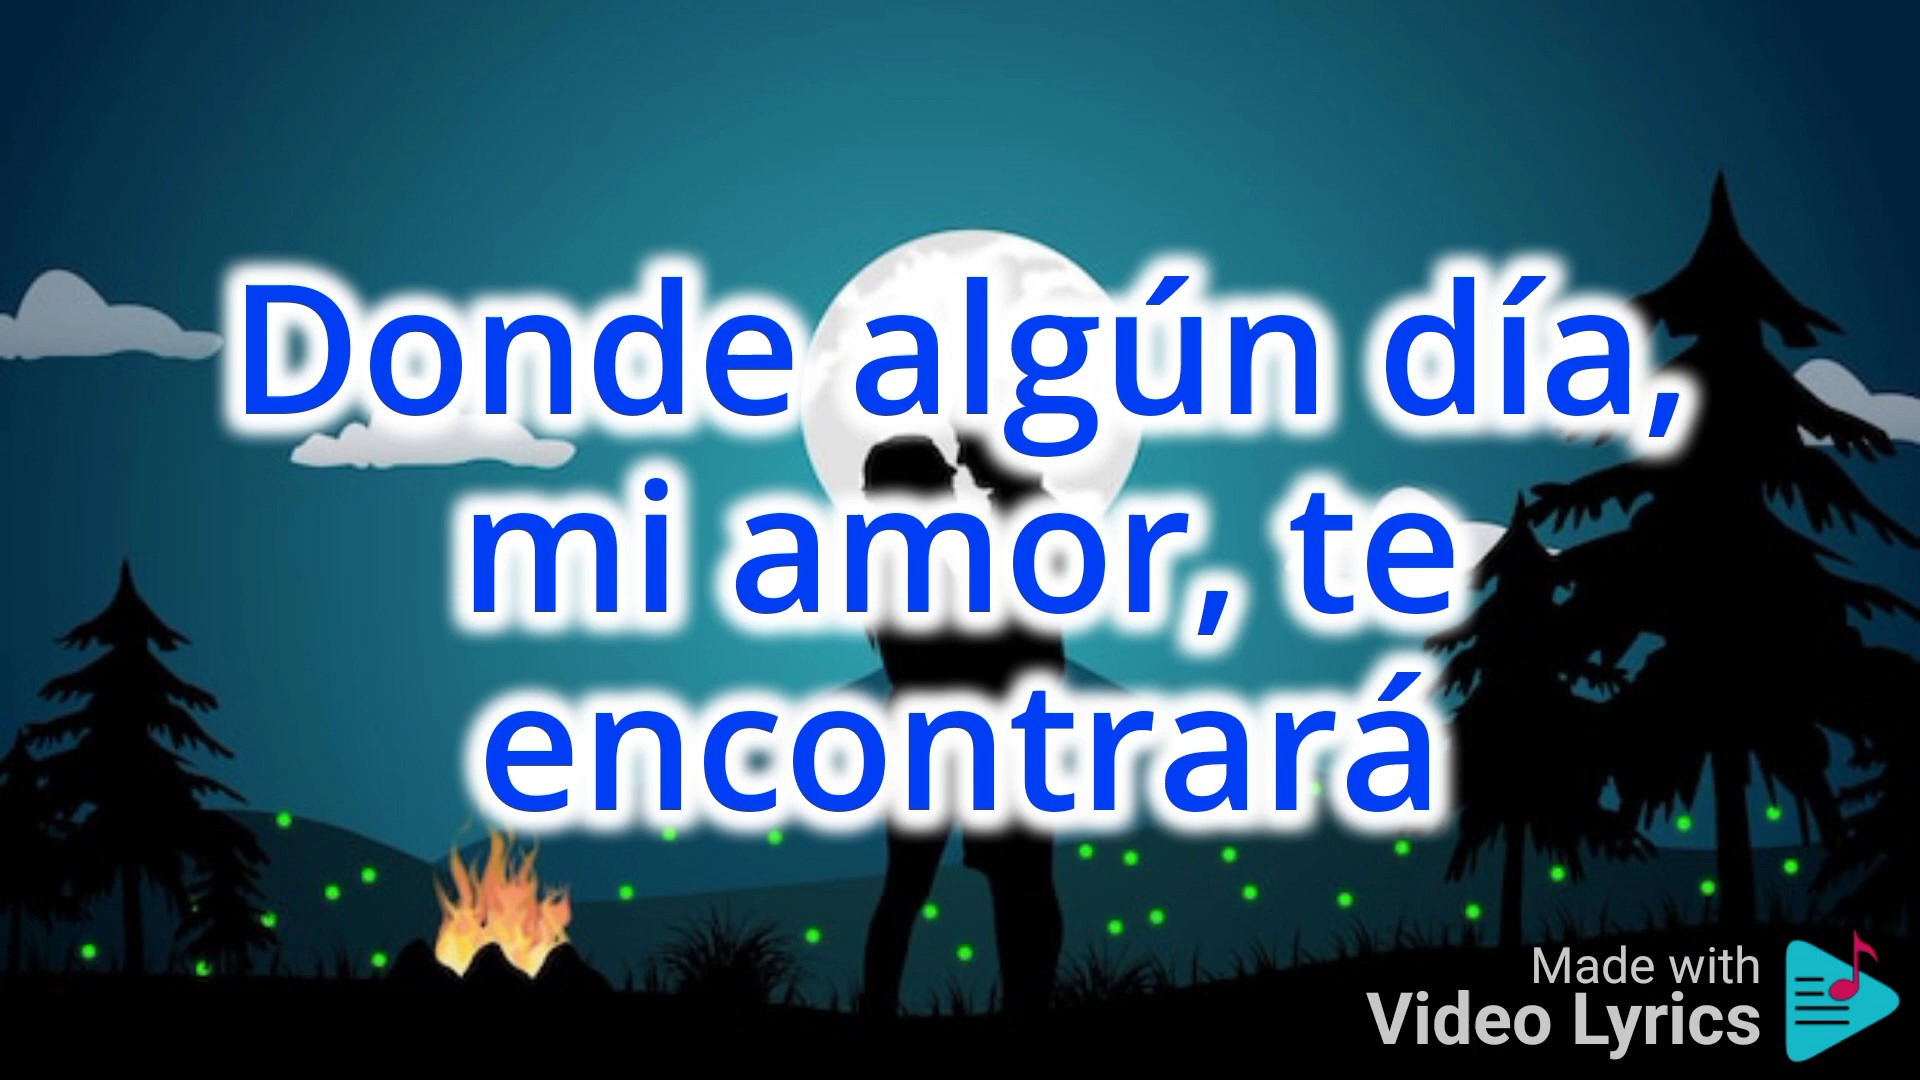 Donde algún día,
mi amor, te
encontrará
Made with
Video Lyrics